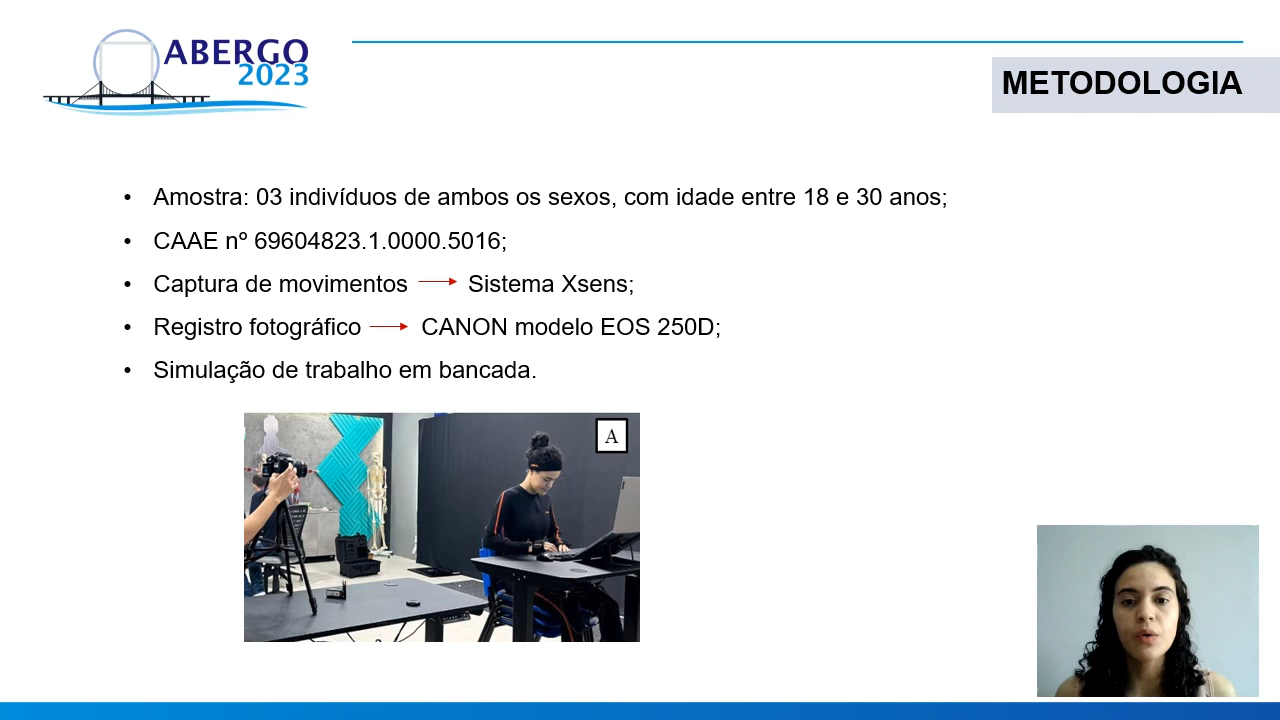 ABERGO
2023
METODOLOGIA
• Amostra: 03 indivíduos de ambos os sexos, com idade entre 18 e 30 anos;
• CAAE nº 69604823.1.0000.5016;
• Captura de movimentos → Sistema Xsens;
• Registro fotográfico → CANON modelo EOS 250D;
• Simulação de trabalho em bancada.
A